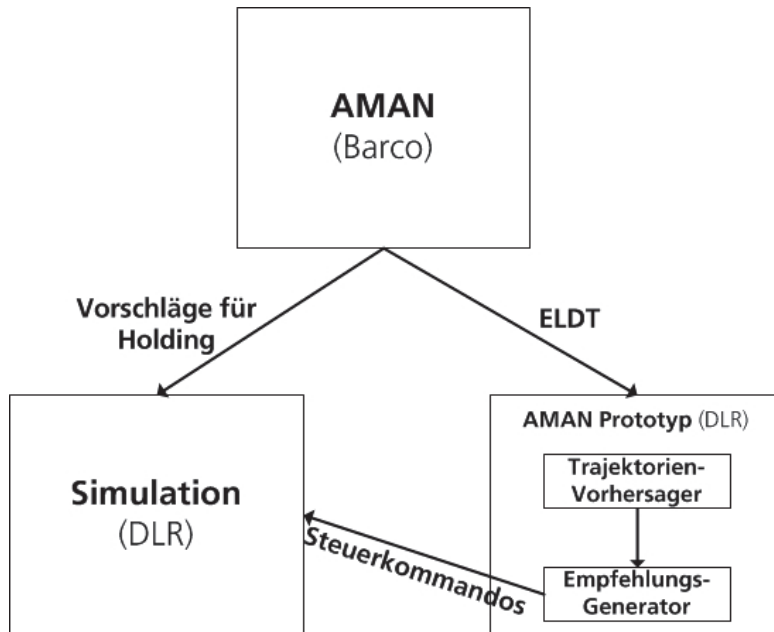 AMAN
(Barco)
Vorschläge für
Holding
ELDT
Simulation
(DLR)
AMAN Prototyp (DLR)
Trajektorien-
Vorhersager
Steuerkommandos
Empfehlungs-
Generator